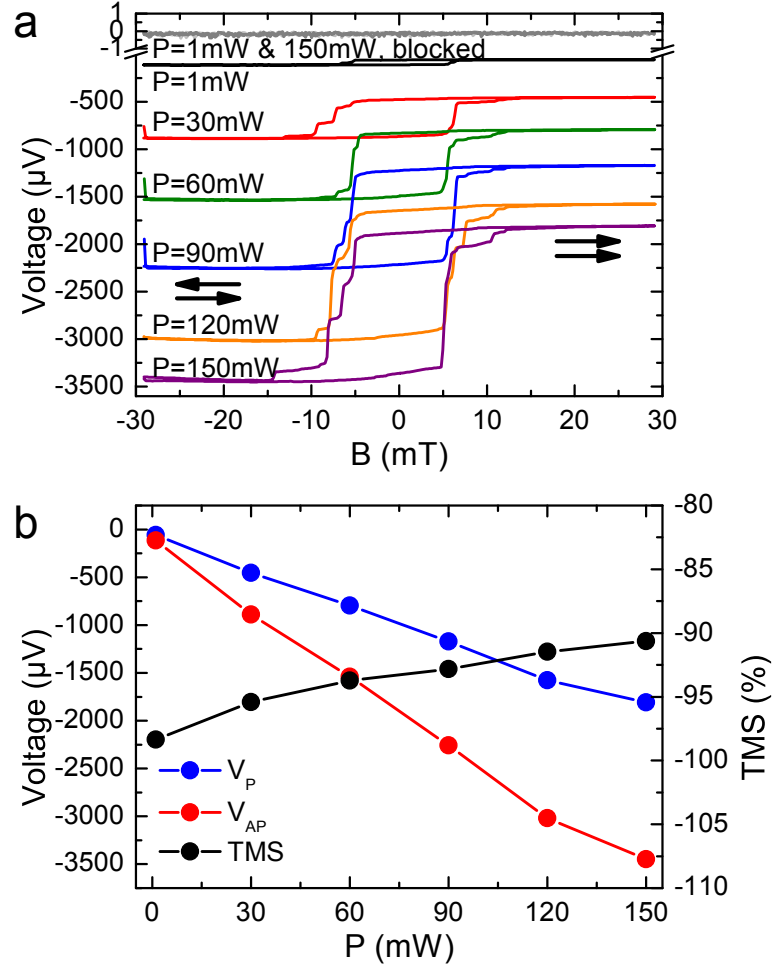 a
1
0
-1
P=1mW & 150mW, blocked
P=1mW
-500
P=30mW
-1000
P=60mW
-1500
-2000
P=90mW
-2500
P=120mW
-3000
P=150mW
-3500
Voltage (µV)
-30 -20 -10 0 10 20 30
B (mT)
b
0
-500
-1000
-1500
-2000
-2500
-3000
-3500
Voltage (µV)
V_P
V_AP
TMS
-80
-85
-90
-95
-100
-105
-110
TMS (%)
0 30 60 90 120 150
P (mW)